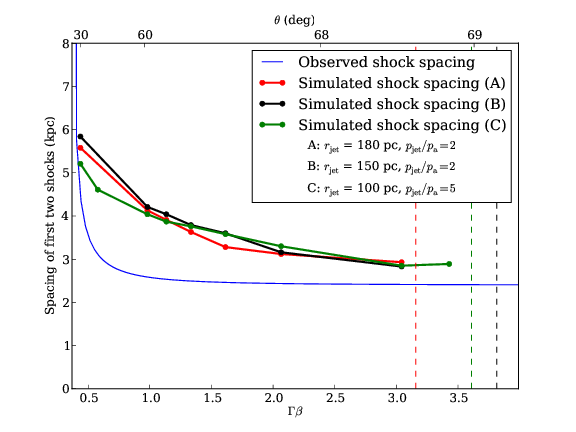 θ (deg)
30 60 68 69
8
7
6
5
4
3
2
1
0
Spacing of first two shocks (kpc)
Observed shock spacing
Simulated shock spacing (A)
Simulated shock spacing (B)
Simulated shock spacing (C)
A: r_jet = 180 pc, p_jet/p_a=2
B: r_jet = 150 pc, p_jet/p_a=2
C: r_jet = 100 pc, p_jet/p_a=5
0.5 1.0 1.5 2.0 2.5 3.0 3.5
Γβ